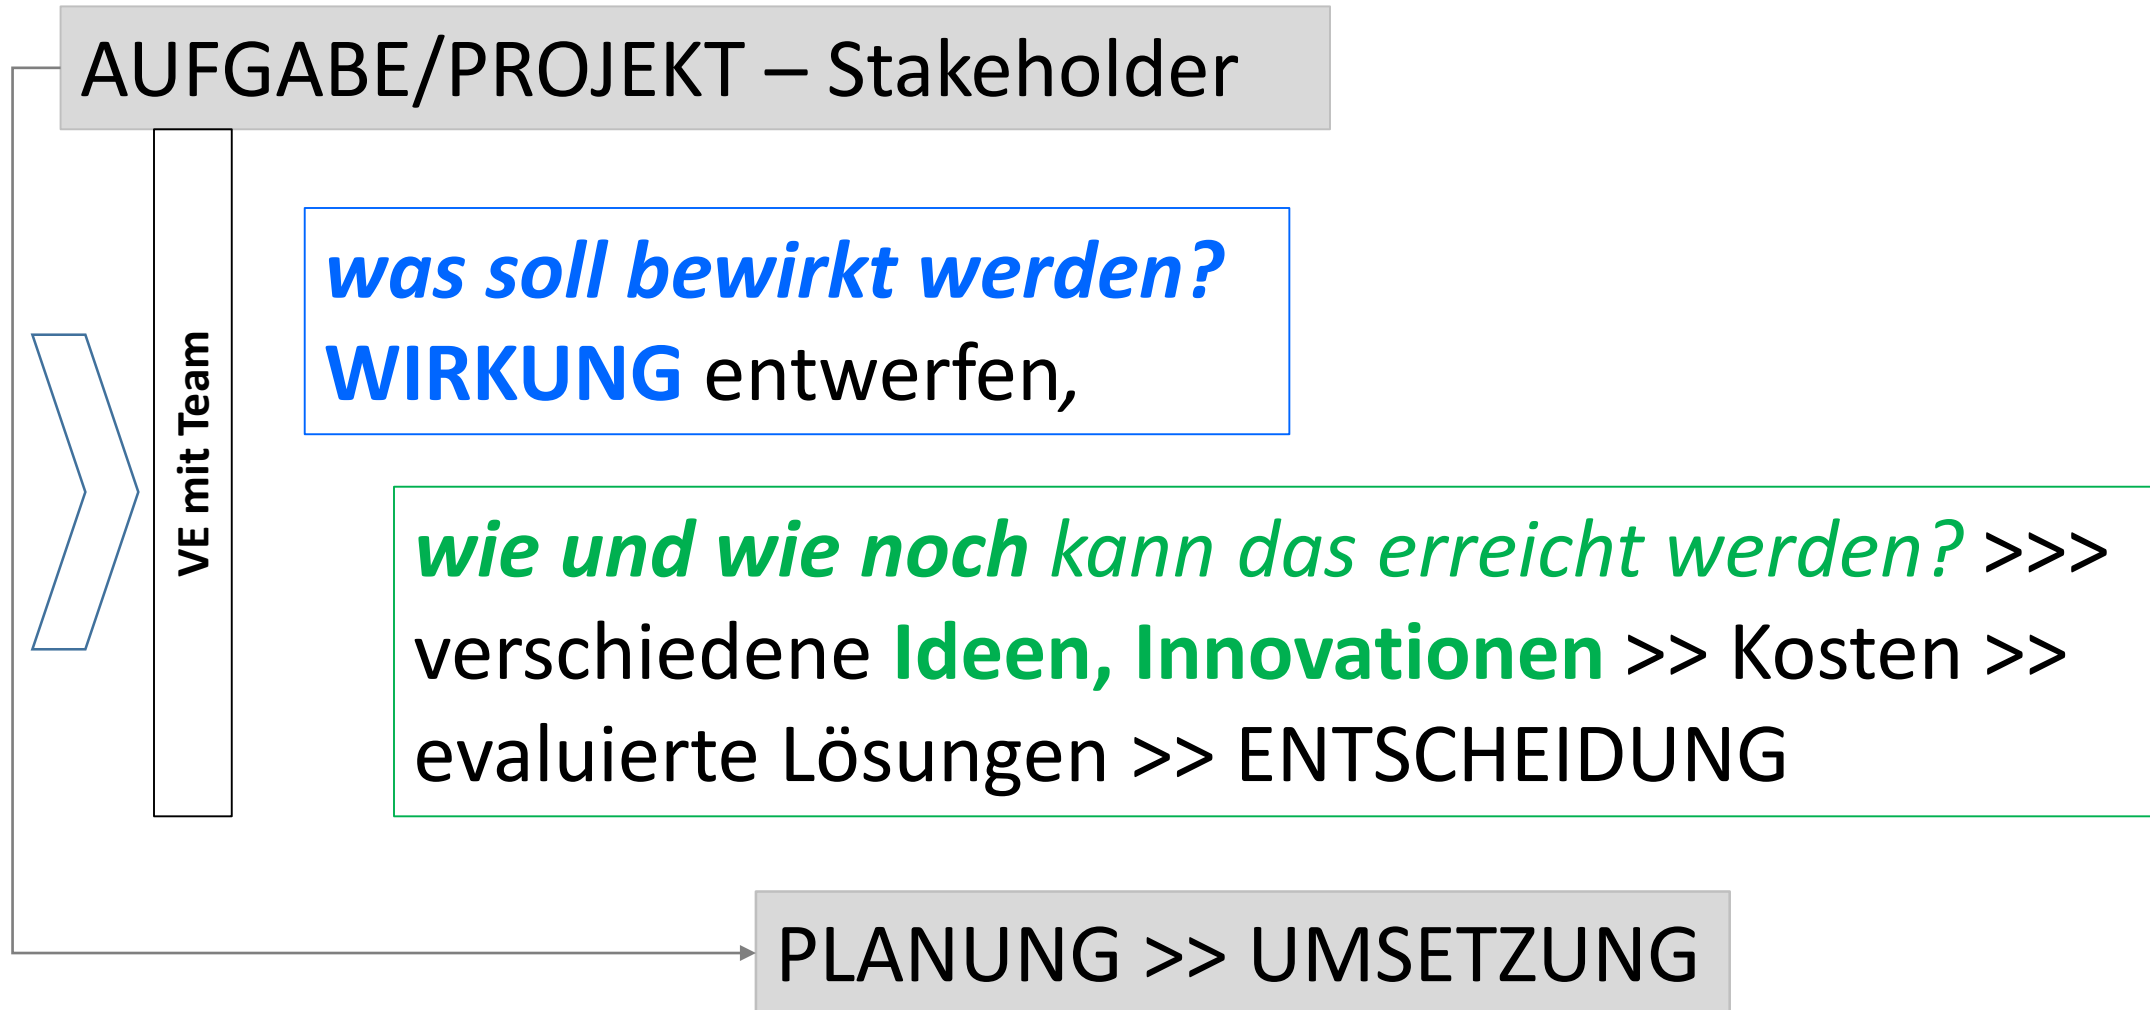 AUFGABE/PROJEKT – Stakeholder
VE mit Team
was soll bewirkt werden?
WIRKUNG entwerfen,
wie und wie noch kann das erreicht werden? >>>
verschiedene Ideen, Innovationen >> Kosten >>
evaluierte Lösungen >> ENTSCHEIDUNG
PLANUNG >> UMSETZUNG